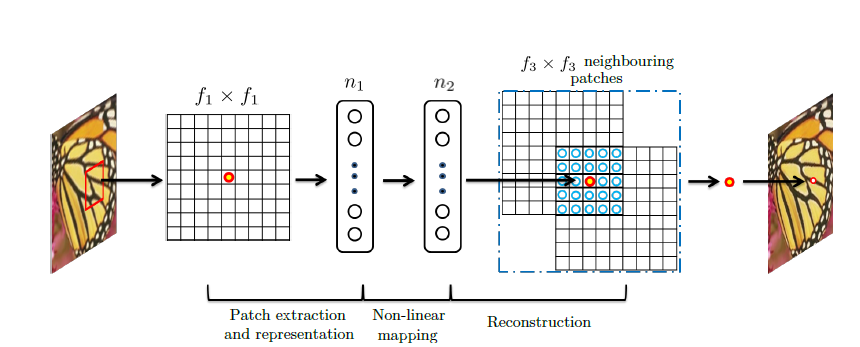 f₁ × f₁
n₁
n₂
f₃ × f₃ neighbouring
patches
Patch extraction
and representation
Non-linear
mapping
Reconstruction